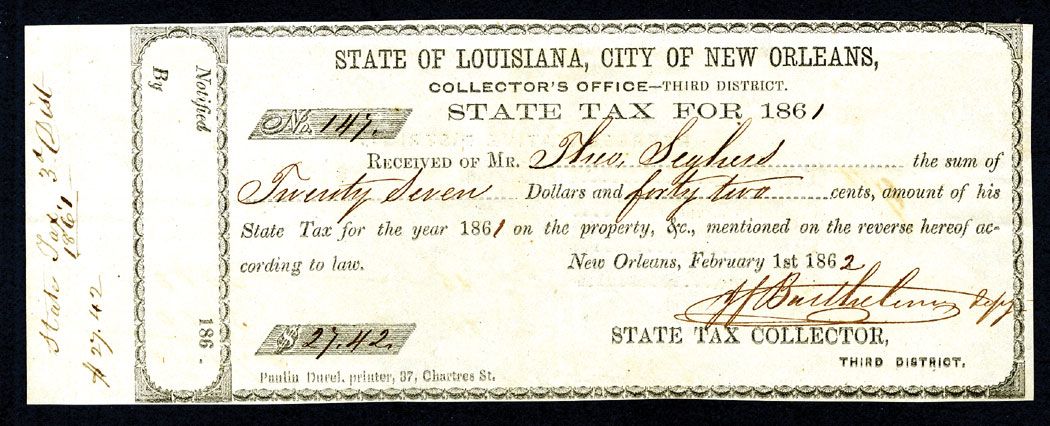 State Tax 3d Dist
1861
$27.42
Notified
By
186 .
STATE OF LOUISIANA, CITY OF NEW ORLEANS,
COLLECTOR'S OFFICE—THIRD DISTRICT.
STATE TAX FOR 1861
No. 147.
RECEIVED OF MR. Theo, Seghers the sum of
Twenty Seven Dollars and forty two cents, amount of his
State Tax for the year 1861 on the property, &c., mentioned on the reverse hereof ac-
cording to law. New Orleans, February 1st 1862
Barthelemy Depy
$ 27.42.
STATE TAX COLLECTOR,
THIRD DISTRICT.
Paulin Durel, printer, 37, Chartres St.